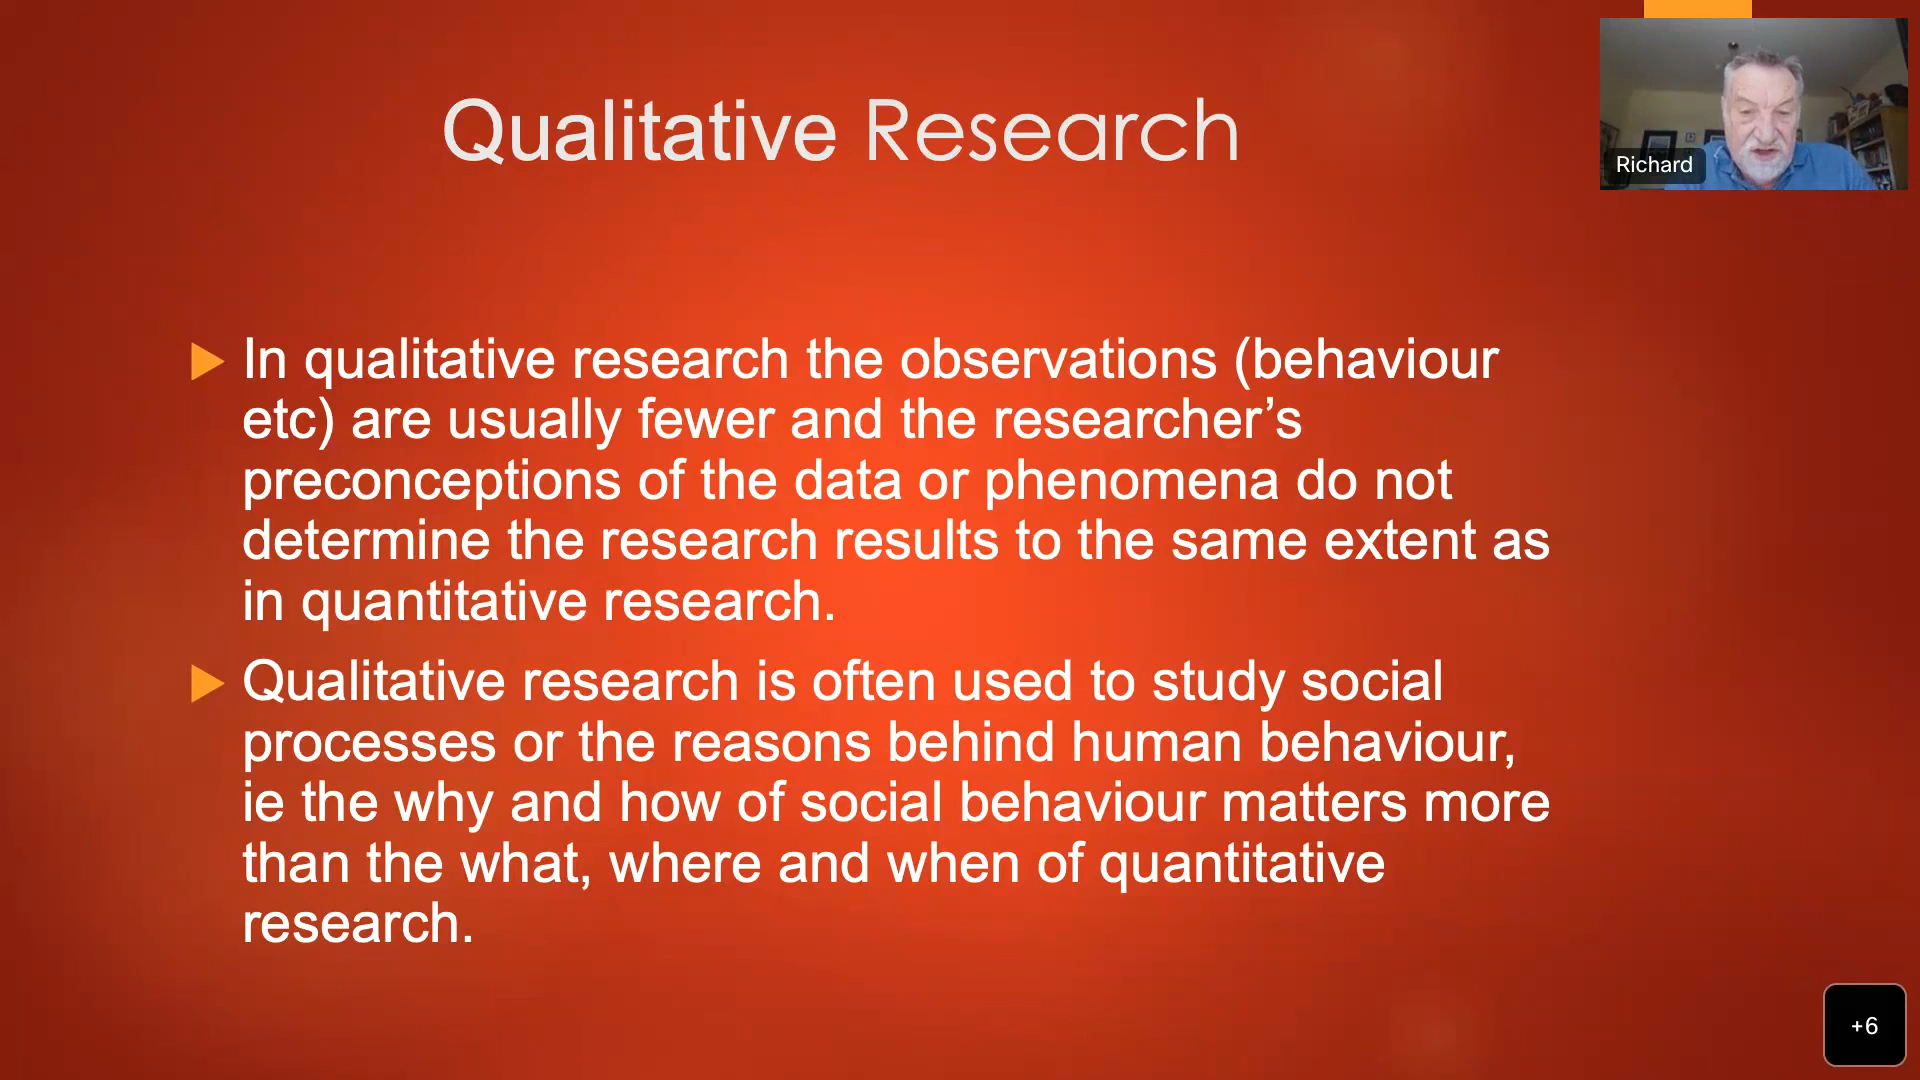 Qualitative Research
Richard
In qualitative research the observations (behaviour
etc) are usually fewer and the researcher’s
preconceptions of the data or phenomena do not
determine the research results to the same extent as
in quantitative research.
Qualitative research is often used to study social
processes or the reasons behind human behaviour,
ie the why and how of social behaviour matters more
than the what, where and when of quantitative
research.
+6